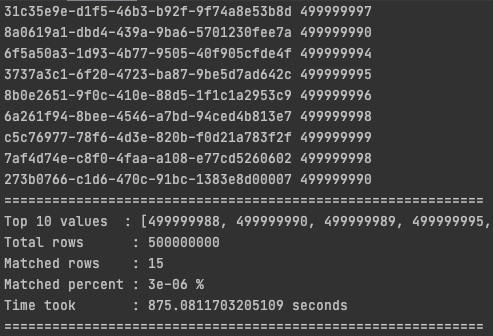 31c35e9e-d1f5-46b3-b92f-9f74a8e53b8d 499999997
8a0619a1-dbd4-439a-9ba6-5701230fee7a 499999990
6f5a50a3-1d93-4b77-9505-40f905cfde4f 499999994
3737a3c1-6f20-4723-ba87-9be5d7ad642c 499999995
8b0e2651-9f0c-410e-88d5-1f1c1a2953c9 499999996
6a261f94-8bee-4546-a7bd-94ced4b813e7 499999998
c5c76977-78f6-4d3e-820b-f0d21a783f2f 499999999
7af4d74e-c8f0-4faa-a108-e77cd5260602 499999998
273b0766-c1d6-470c-91bc-1383e8d00007 499999990
============================================================
Top 10 values  : [499999988, 499999990, 499999989, 499999995,
Total rows      : 500000000
Matched rows    : 15
Matched percent : 3e-06 %
Time took       : 875.0811703205109 seconds
============================================================